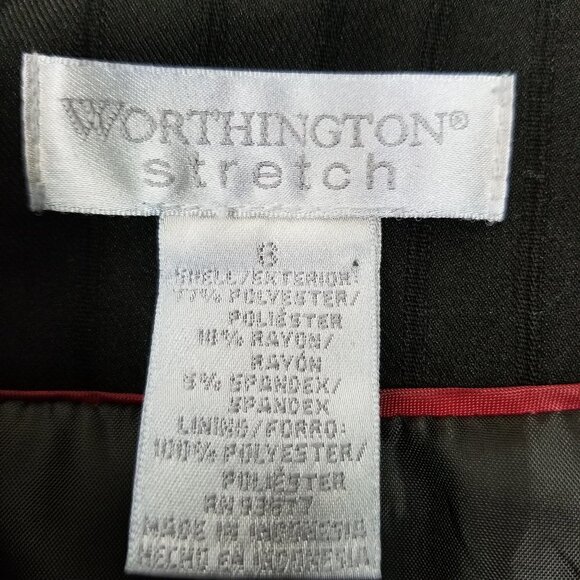 WORTHINGTON®
stretch
SHELL/EXTERIOR:
77% POLYESTER/
POLIÉSTER
18% RAYON/
RAYÓN
5% SPANDEX/
SPANDEX
LINING/FORRO:
100% POLYESTER/
POLIÉSTER
RN 93677
MADE IN INDONESIA
HECHO EN INDONESIA